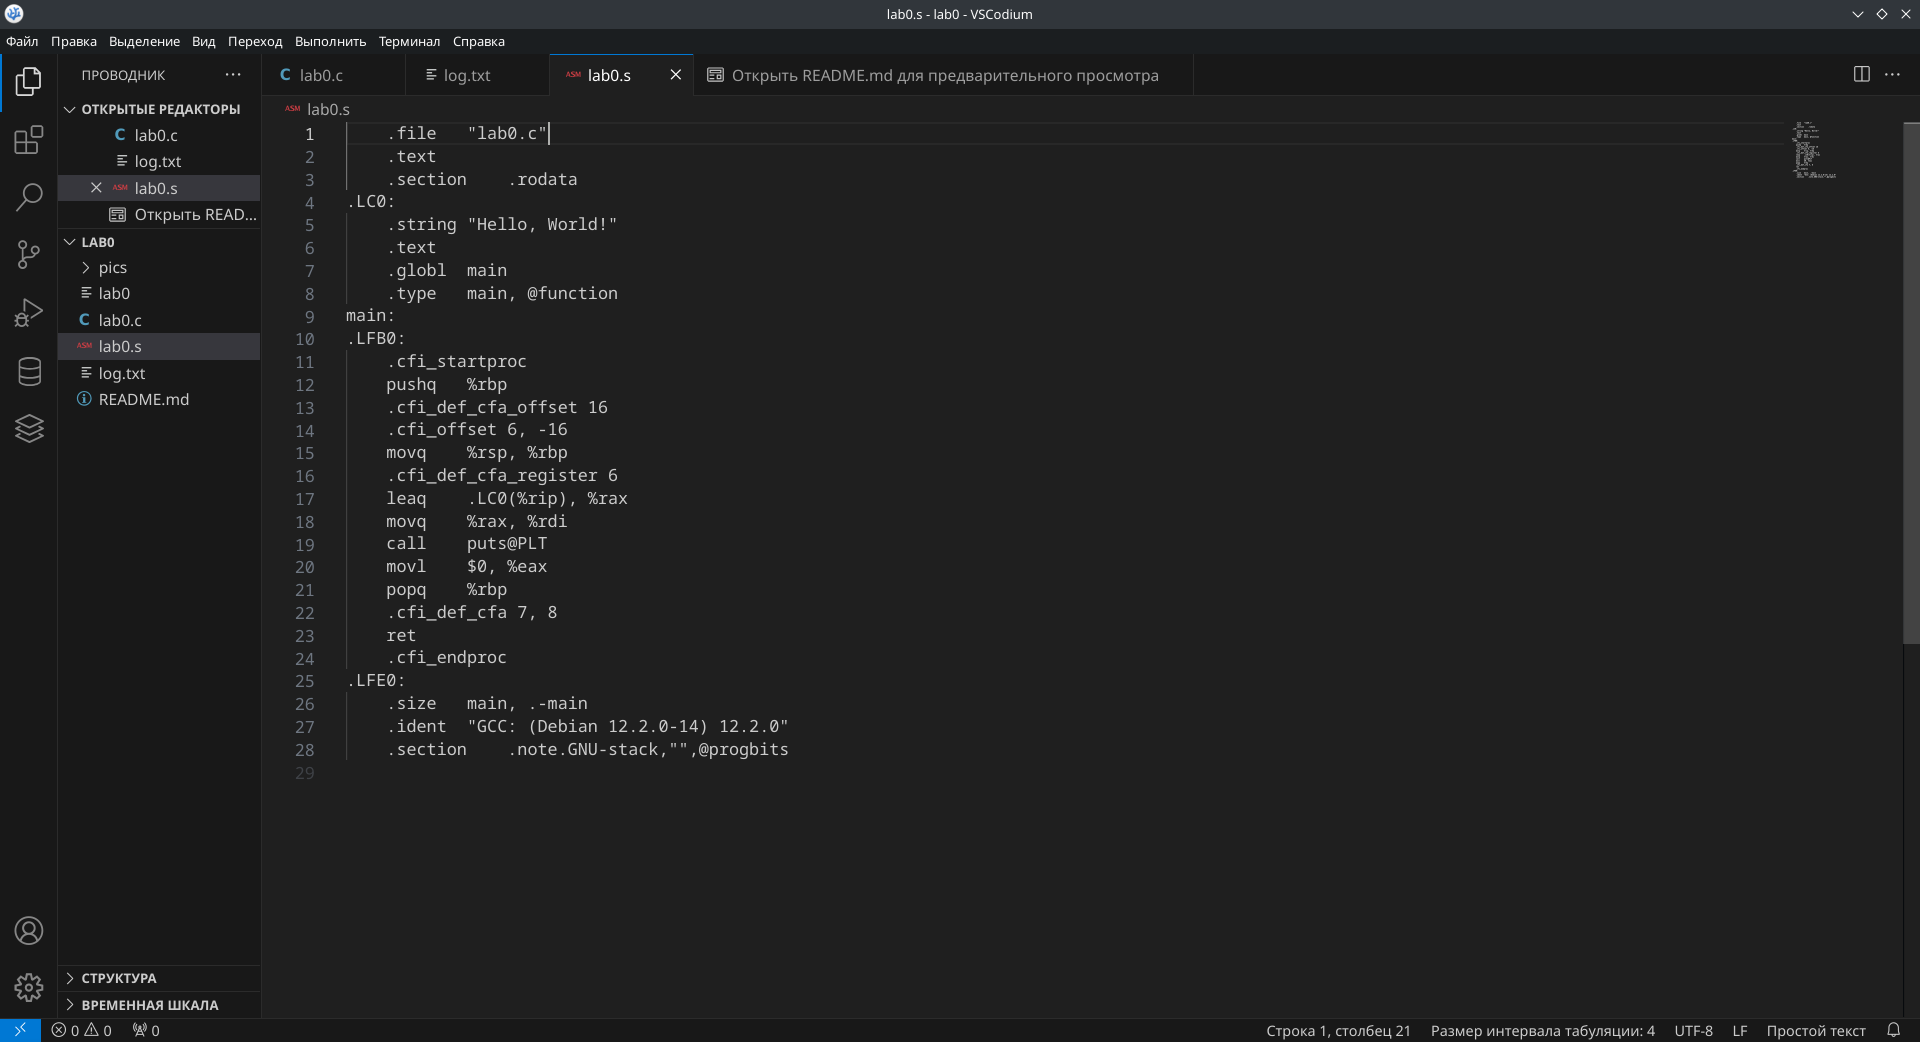 lab0.s - lab0 - VSCodium
Файл Правка Выделение Вид Переход Выполнить Терминал Справка
ПРОВОДНИК
ОТКРЫТЫЕ РЕДАКТОРЫ
C lab0.c
log.txt
ASM lab0.s
Открыть READ...
LAB0
pics
lab0
C lab0.c
ASM lab0.s
log.txt
README.md
СТРУКТУРА
ВРЕМЕННАЯ ШКАЛА
C lab0.c
log.txt
ASM lab0.s
Открыть README.md для предварительного просмотра
ASM lab0.s
1 .file "lab0.c"
2 .text
3 .section .rodata
4 .LC0:
5 .string "Hello, World!"
6 .text
7 .globl main
8 .type main, @function
9 main:
10 .LFB0:
11 .cfi_startproc
12 pushq %rbp
13 .cfi_def_cfa_offset 16
14 .cfi_offset 6, -16
15 movq %rsp, %rbp
16 .cfi_def_cfa_register 6
17 leaq .LC0(%rip), %rax
18 movq %rax, %rdi
19 call puts@PLT
20 movl $0, %eax
21 popq %rbp
22 .cfi_def_cfa 7, 8
23 ret
24 .cfi_endproc
25 .LFE0:
26 .size main, .-main
27 .ident "GCC: (Debian 12.2.0-14) 12.2.0"
28 .section .note.GNU-stack,"",@progbits
29
0 0 0
Строка 1, столбец 21 Размер интервала табуляции: 4 UTF-8 LF Простой текст